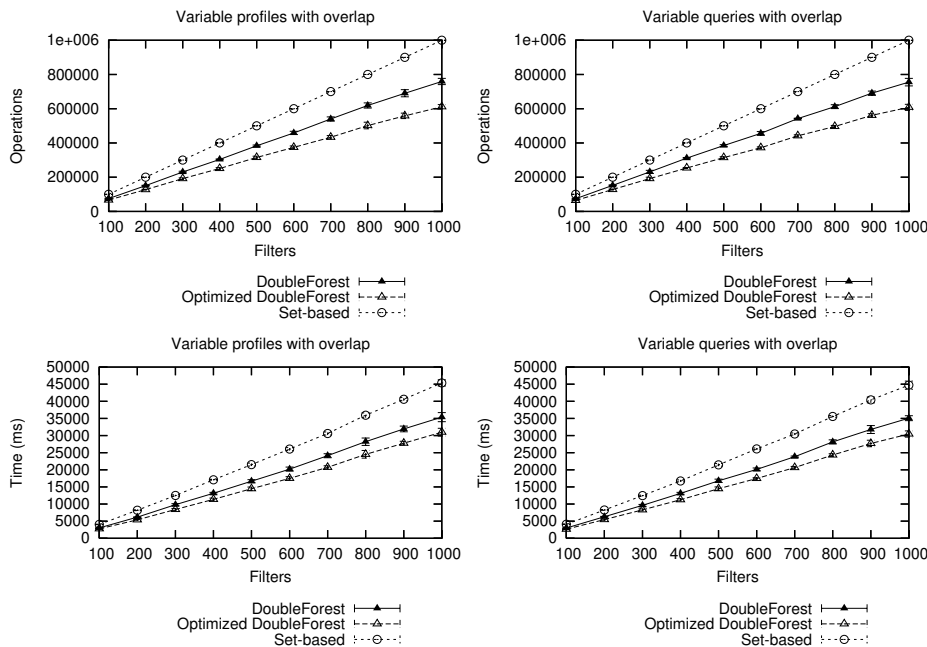 Variable profiles with overlap
1e+006
800000
600000
400000
200000
0
Operations
100 200 300 400 500 600 700 800 900 1000
Filters
DoubleForest
Optimized DoubleForest
Set-based
Variable queries with overlap
1e+006
800000
600000
400000
200000
0
Operations
100 200 300 400 500 600 700 800 900 1000
Filters
DoubleForest
Optimized DoubleForest
Set-based
Variable profiles with overlap
50000
45000
40000
35000
30000
25000
20000
15000
10000
5000
0
Time (ms)
100 200 300 400 500 600 700 800 900 1000
Filters
DoubleForest
Optimized DoubleForest
Set-based
Variable queries with overlap
50000
45000
40000
35000
30000
25000
20000
15000
10000
5000
0
Time (ms)
100 200 300 400 500 600 700 800 900 1000
Filters
DoubleForest
Optimized DoubleForest
Set-based